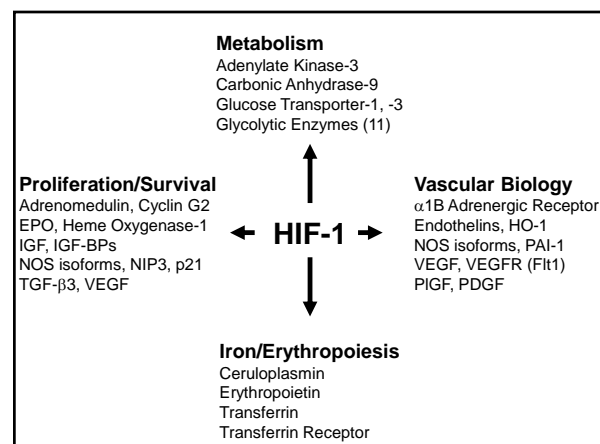 Metabolism
Adenylate Kinase-3
Carbonic Anhydrase-9
Glucose Transporter-1, -3
Glycolytic Enzymes (11)
Proliferation/Survival
Adrenomedulin, Cyclin G2
EPO, Heme Oxygenase-1
IGF, IGF-BPs
NOS isoforms, NIP3, p21
TGF-β3, VEGF
HIF-1
Vascular Biology
α1B Adrenergic Receptor
Endothelins, HO-1
NOS isoforms, PAI-1
VEGF, VEGFR (Flt1)
PlGF, PDGF
Iron/Erythropoiesis
Ceruloplasmin
Erythropoietin
Transferrin
Transferrin Receptor